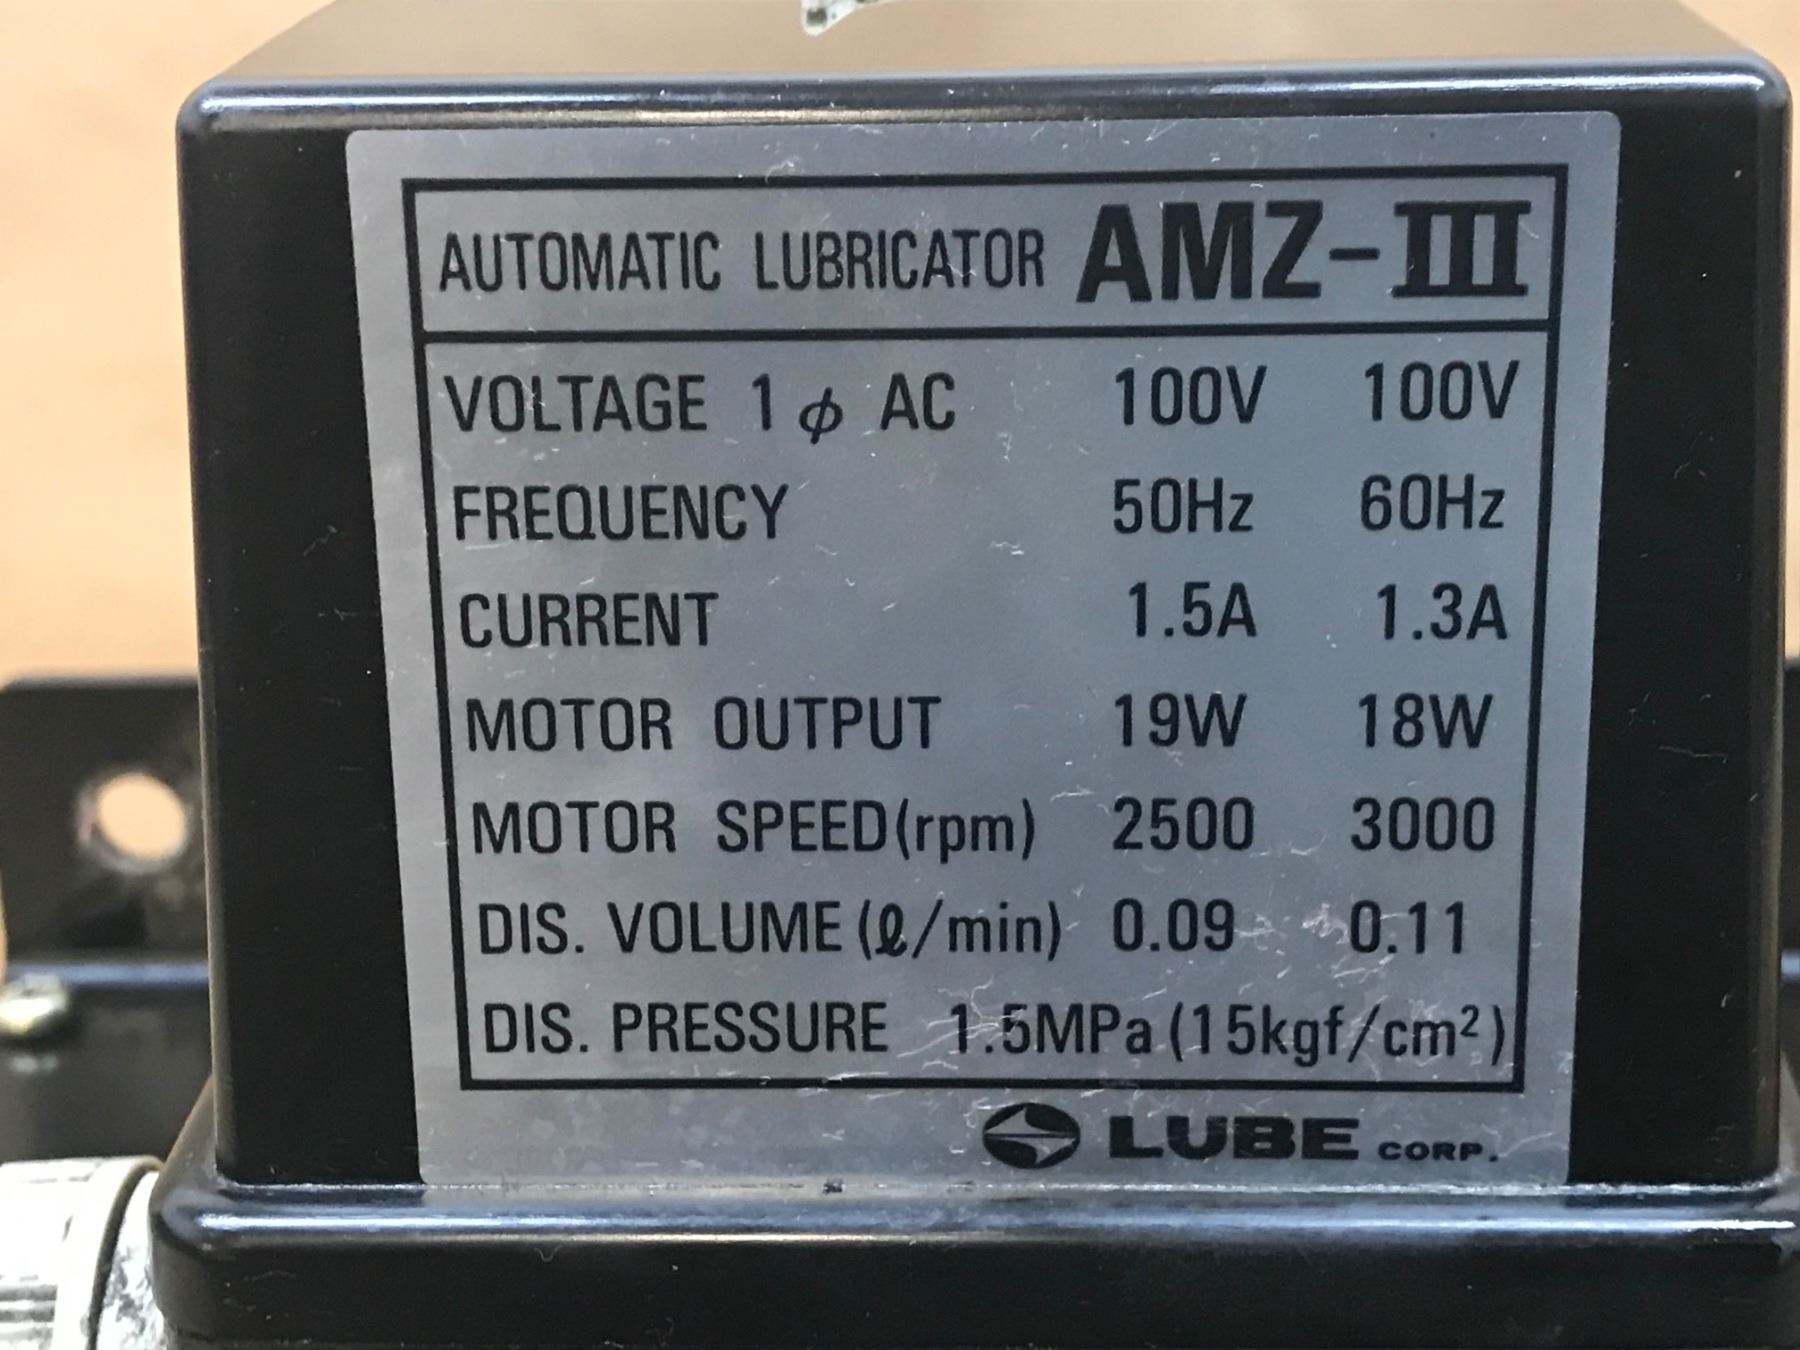 AUTOMATIC LUBRICATOR AMZ-III
VOLTAGE 1ϕ AC 100V 100V
FREQUENCY 50Hz 60Hz
CURRENT 1.5A 1.3A
MOTOR OUTPUT 19W 18W
MOTOR SPEED(rpm) 2500 3000
DIS. VOLUME(ℓ/min) 0.09 0.11
DIS. PRESSURE 1.5MPa(15kgf/cm²)
LUBE CORP.